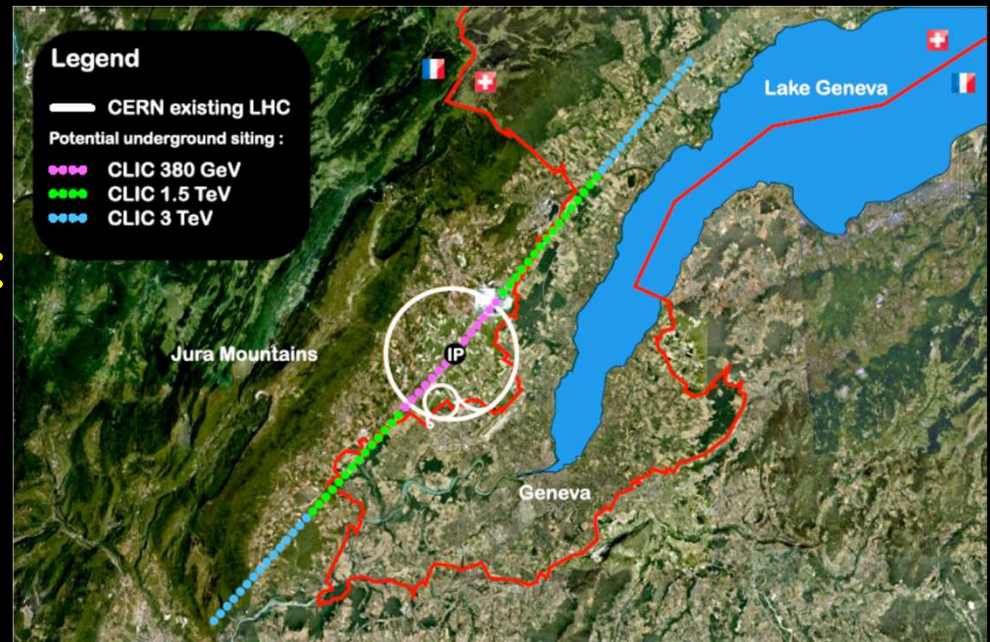 Legend
CERN existing LHC
Potential underground siting :
CLIC 380 GeV
CLIC 1.5 TeV
CLIC 3 TeV
Lake Geneva
Jura Mountains
IP
Geneva